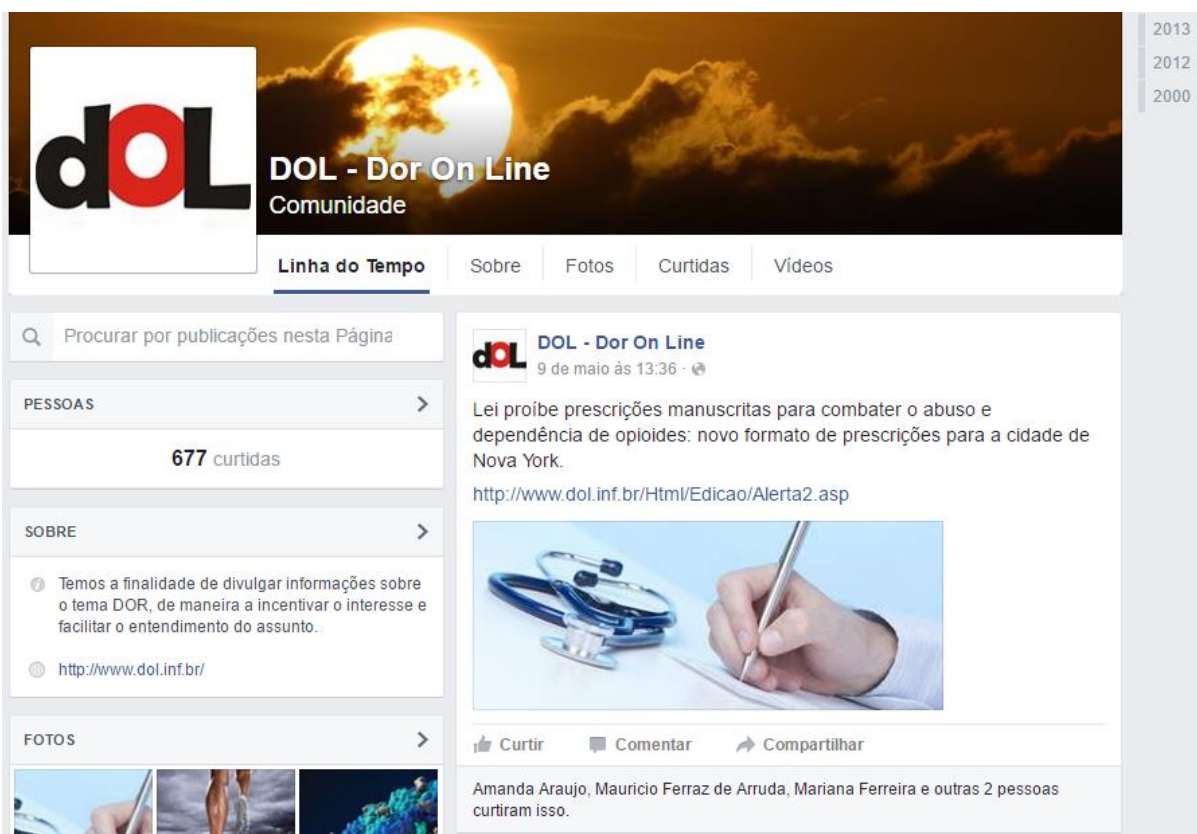 2013
2012
2000
dOL
DOL - Dor On Line
Comunidade
Linha do Tempo
Sobre
Fotos
Curtidas
Vídeos
Procurar por publicações nesta Página
PESSOAS
677 curtidas
SOBRE
Temos a finalidade de divulgar informações sobre
o tema DOR, de maneira a incentivar o interesse e
facilitar o entendimento do assunto.
http://www.dol.inf.br/
FOTOS
dOL
DOL - Dor On Line
9 de maio às 13:36 ·
Lei proíbe prescrições manuscritas para combater o abuso e
dependência de opioides: novo formato de prescrições para a cidade de
Nova York.
http://www.dol.inf.br/Html/Edicao/Alerta2.asp
Curtir
Comentar
Compartilhar
Amanda Araujo, Mauricio Ferraz de Arruda, Mariana Ferreira e outras 2 pessoas
curtiram isso.